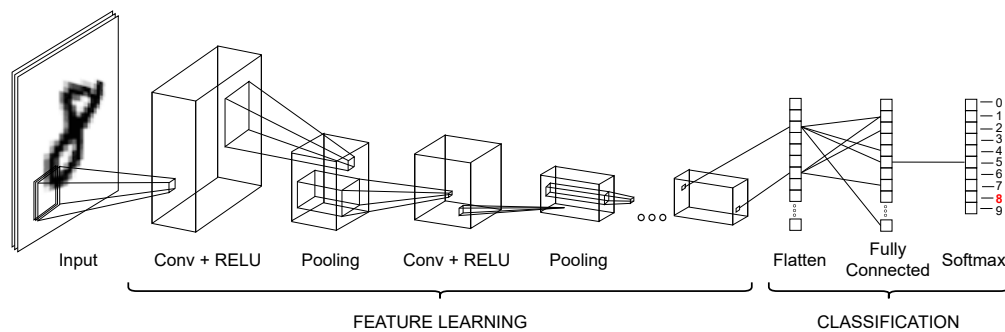 0
1
2
3
4
5
6
7
8
9
Input
Conv + RELU
Pooling
Conv + RELU
Pooling
Flatten
Fully
Connected
Softmax
FEATURE LEARNING
CLASSIFICATION
8